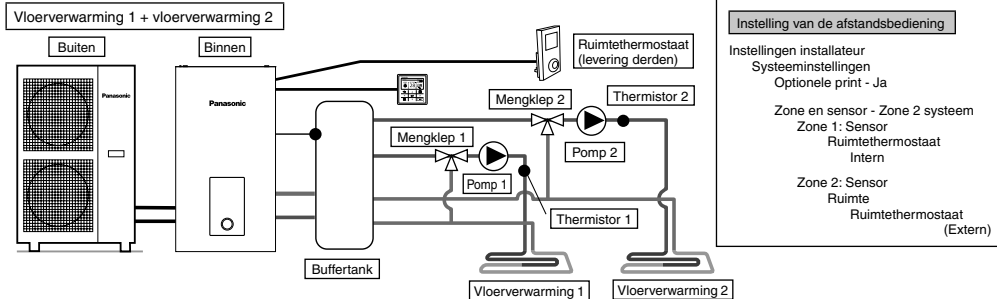 Vloerverwarming 1 + vloerverwarming 2
Buiten
Binnen
Panasonic
Panasonic
Ruimtethermostaat
(levering derden)
Mengklep 2
Thermistor 2
Mengklep 1
Pomp 2
Pomp 1
Thermistor 1
Buffertank
Vloerverwarming 1
Vloerverwarming 2
Instelling van de afstandsbediening
Instellingen installateur
Systeeminstellingen
Optionele print - Ja
Zone en sensor - Zone 2 systeem
Zone 1: Sensor
Ruimtethermostaat
Intern
Zone 2: Sensor
Ruimte
Ruimtethermostaat
(Extern)